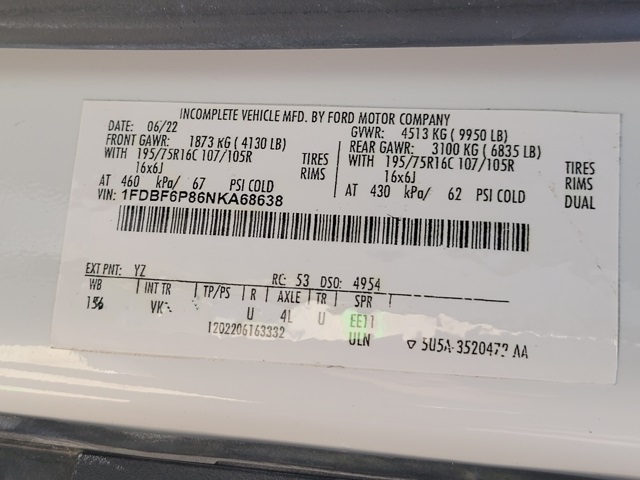 INCOMPLETE VEHICLE MFD. BY FORD MOTOR COMPANY
DATE: 06/22 GVWR: 4513 KG ( 9950 LB)
FRONT GAWR: 1873 KG ( 4130 LB) REAR GAWR: 3100 KG ( 6835 LB)
WITH 195/75R16C 107/105R TIRES WITH 195/75R16C 107/105R TIRES
16x6J RIMS 16x6J RIMS
AT 460 kPa/ 67 PSI COLD AT 430 kPa/ 62 PSI COLD DUAL
VIN: 1FDBF6P86NKA68638
EXT PNT: YZ RC: 53 DSO: 4954
WB INT TR TP/PS R AXLE TR SPR
156 U 4L U EE11
1202206163332 ULN 5U5A-3520472 AA